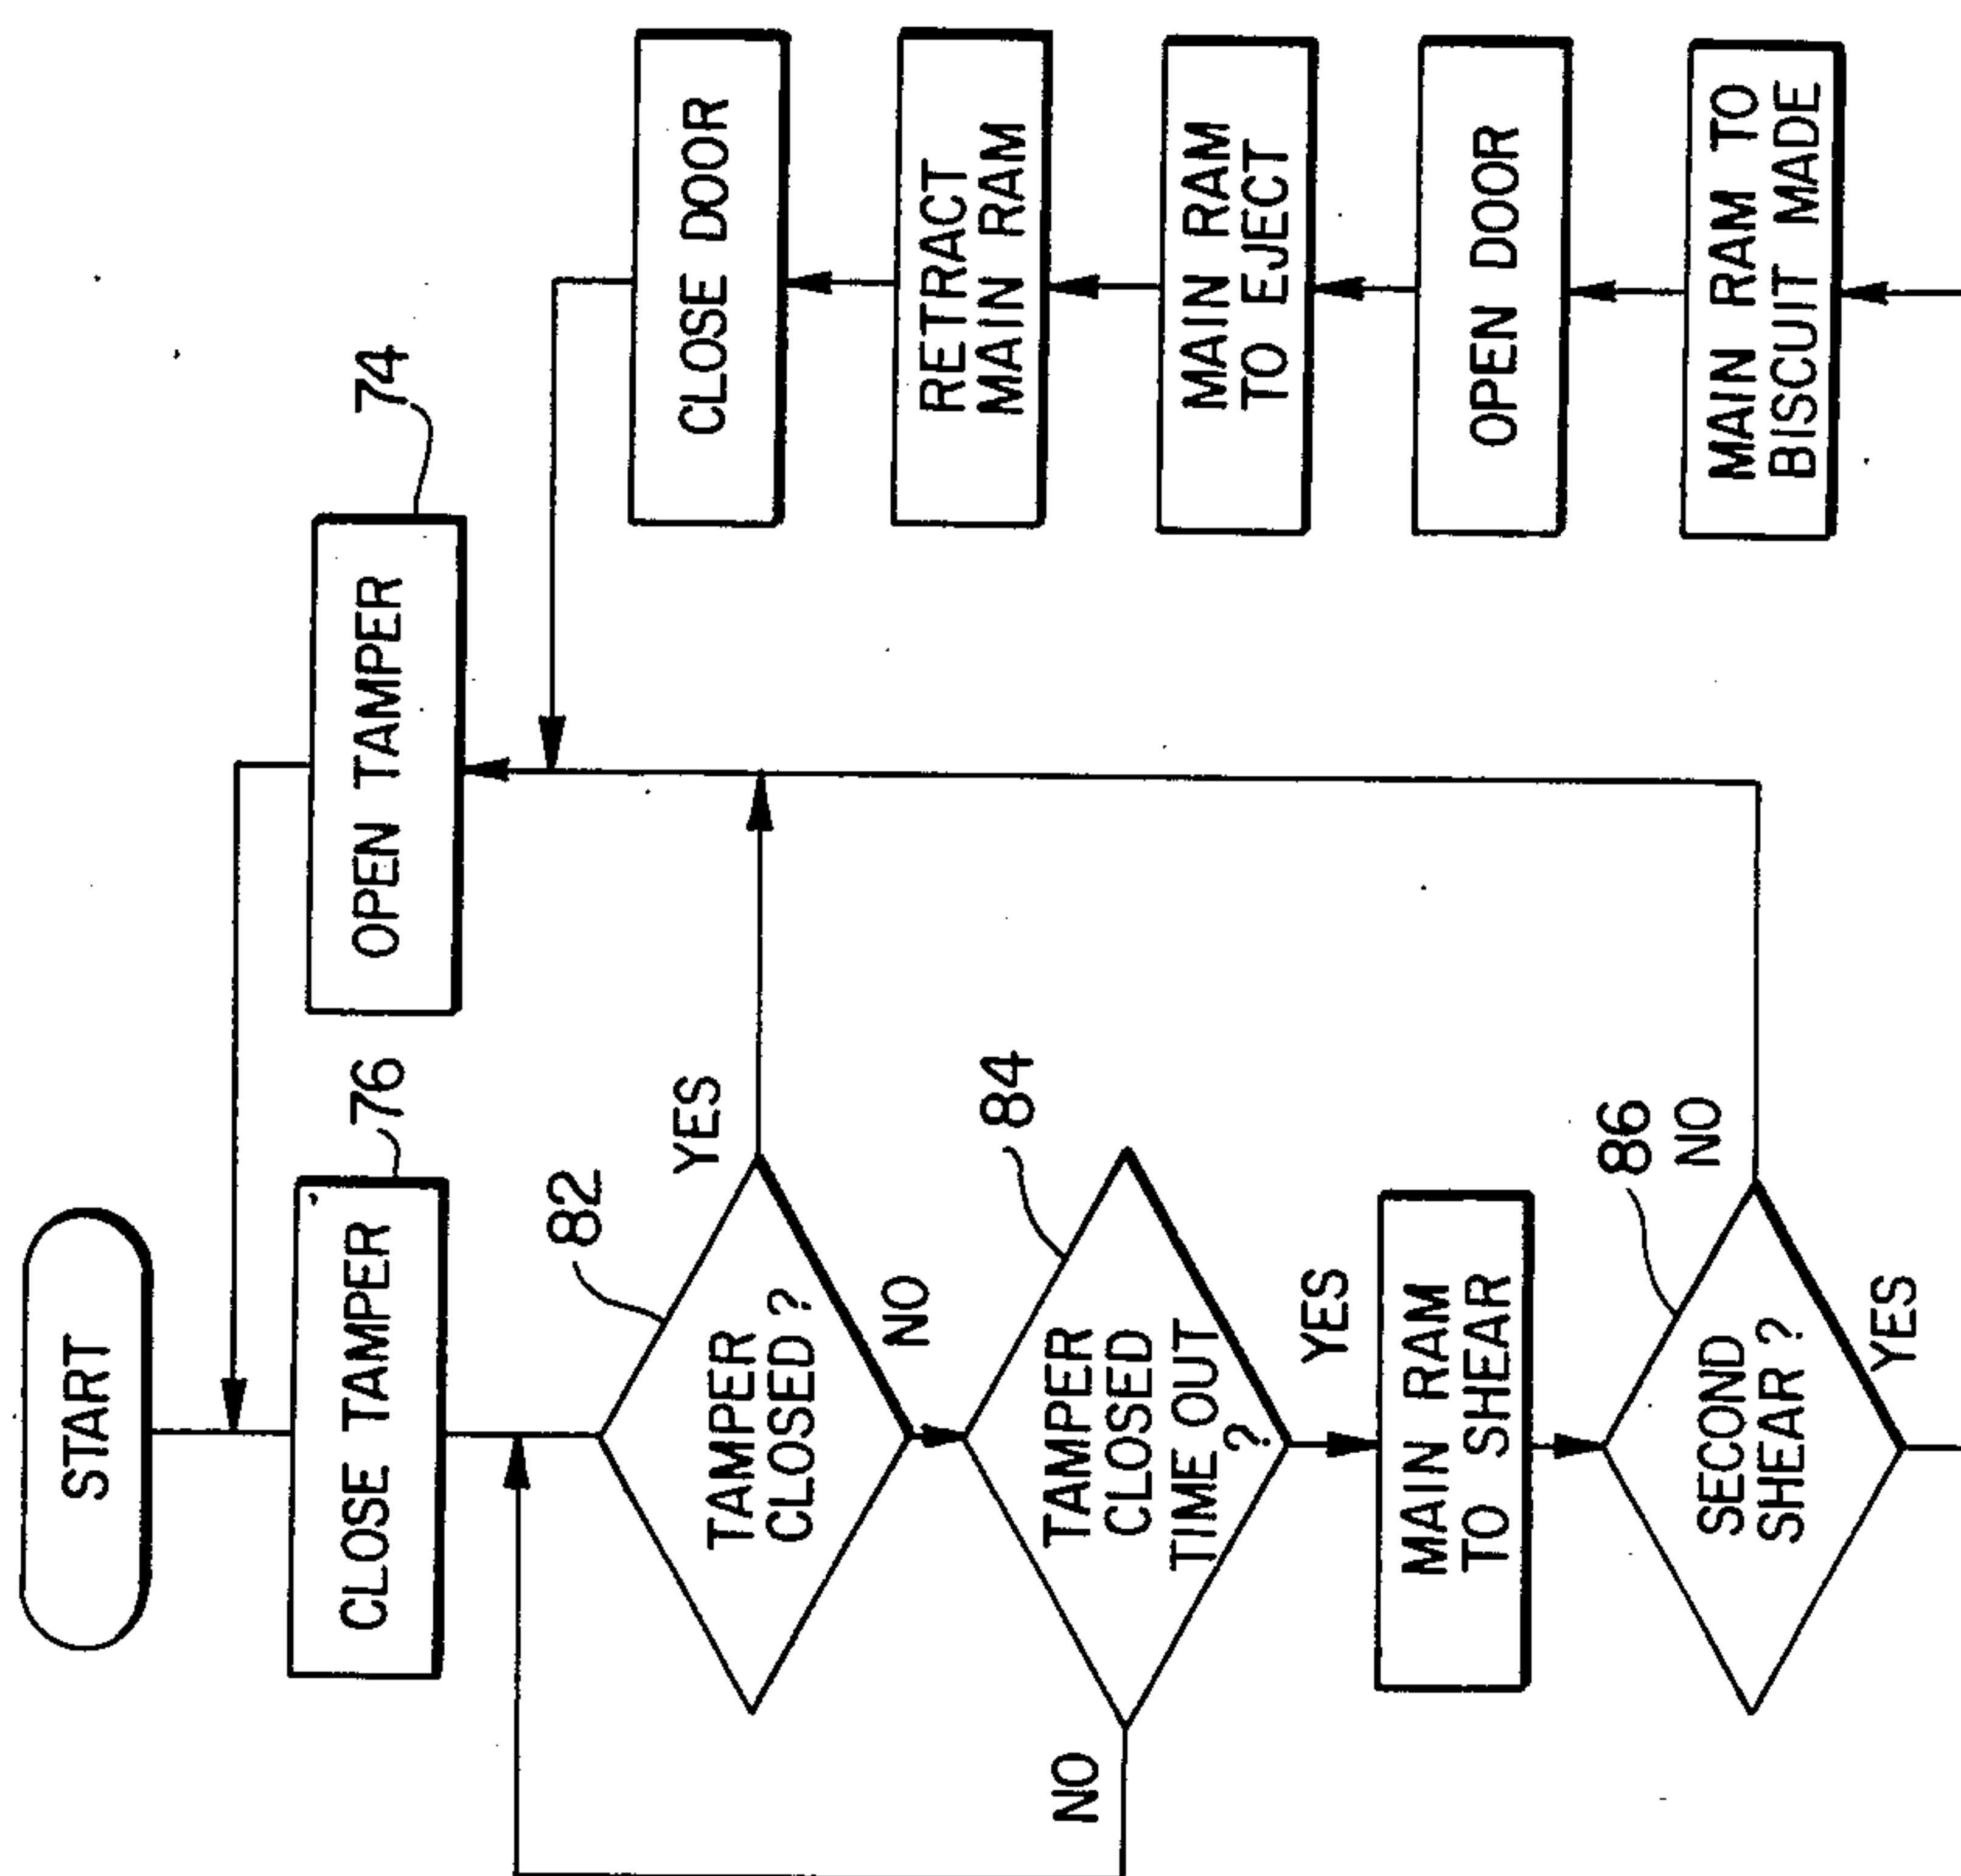 START
CLOSE TAMPER
76
OPEN TAMPER
74
TAMPER
CLOSED ?
82
YES
NO
TAMPER
CLOSED
TIME OUT
?
84
NO
YES
MAIN RAM
TO SHEAR
SECOND
SHEAR ?
86
NO
YES
CLOSE DOOR
RETRACT
MAIN RAM
MAIN RAM
TO EJECT
OPEN DOOR
MAIN RAM TO
BISCUIT MADE